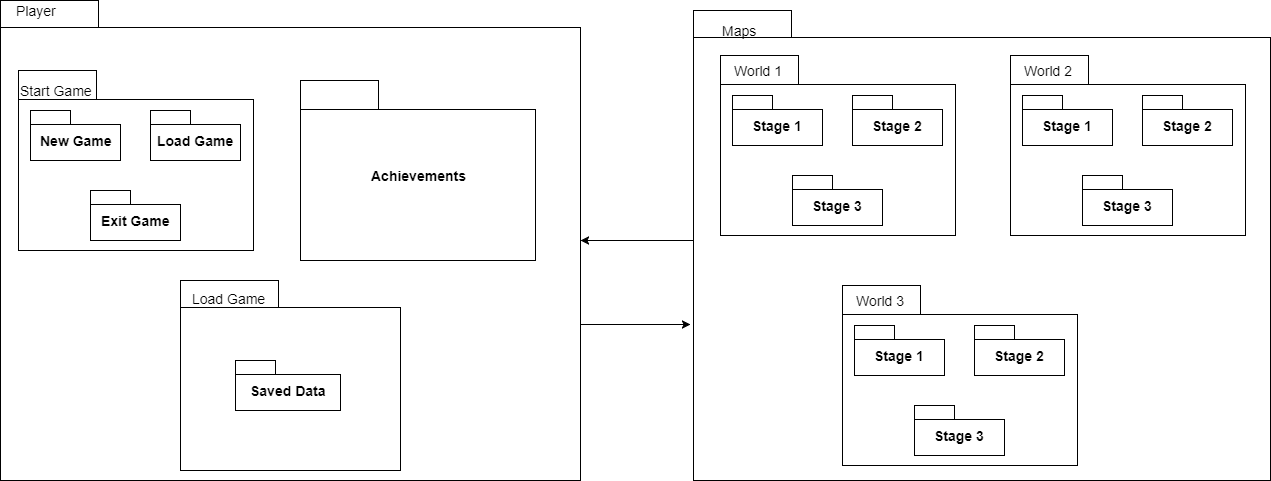 Player
Start Game
New Game
Load Game
Exit Game
Achievements
Load Game
Saved Data
Maps
World 1
Stage 1
Stage 2
Stage 3
World 2
Stage 1
Stage 2
Stage 3
World 3
Stage 1
Stage 2
Stage 3